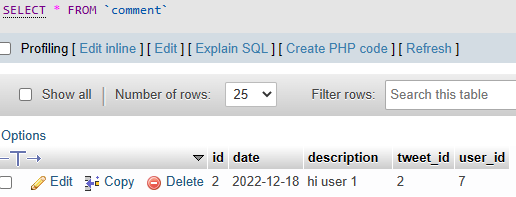 SELECT * FROM `comment`
Profiling [ Edit inline ] [ Edit ] [ Explain SQL ] [ Create PHP code ] [ Refresh ]
Show all Number of rows: 25 Filter rows: Search this table
Options
id date description tweet_id user_id
Edit Copy Delete 2 2022-12-18 hi user 1 2 7